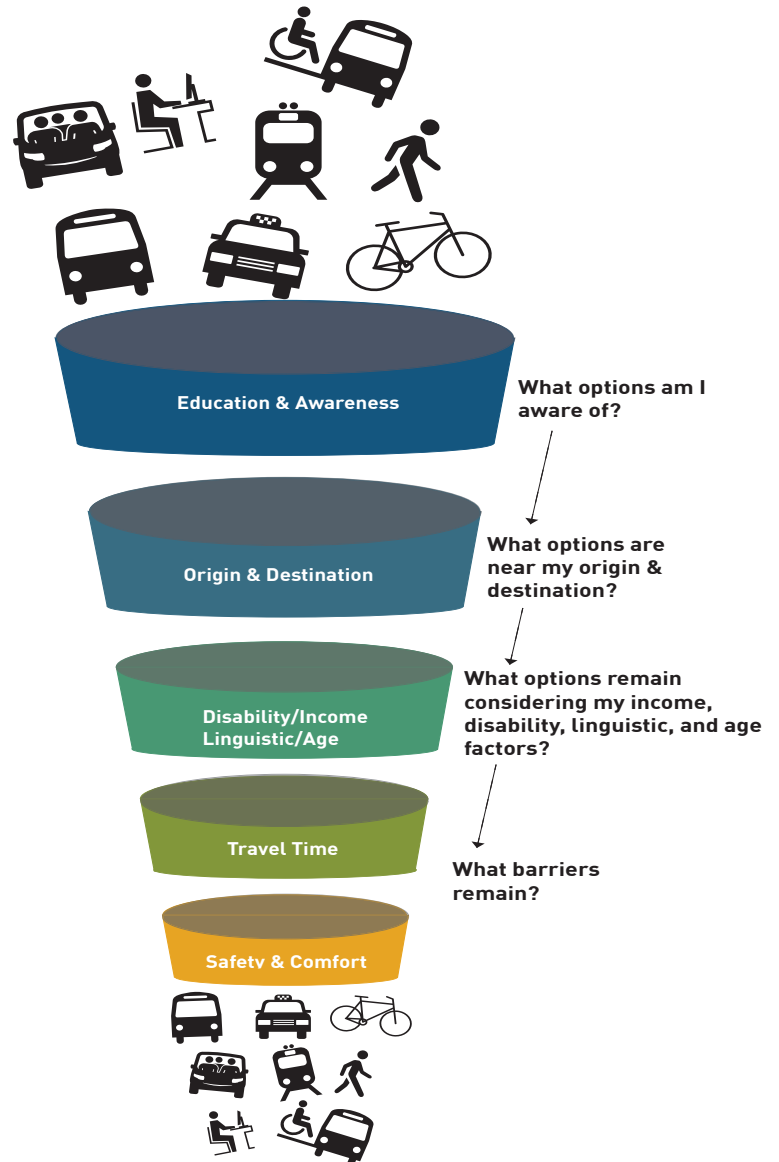 Education & Awareness
What options am I
aware of?
Origin & Destination
What options are
near my origin &
destination?
Disability/Income
Linguistic/Age
What options remain
considering my income,
disability, linguistic, and age
factors?
Travel Time
What barriers
remain?
Safety & Comfort